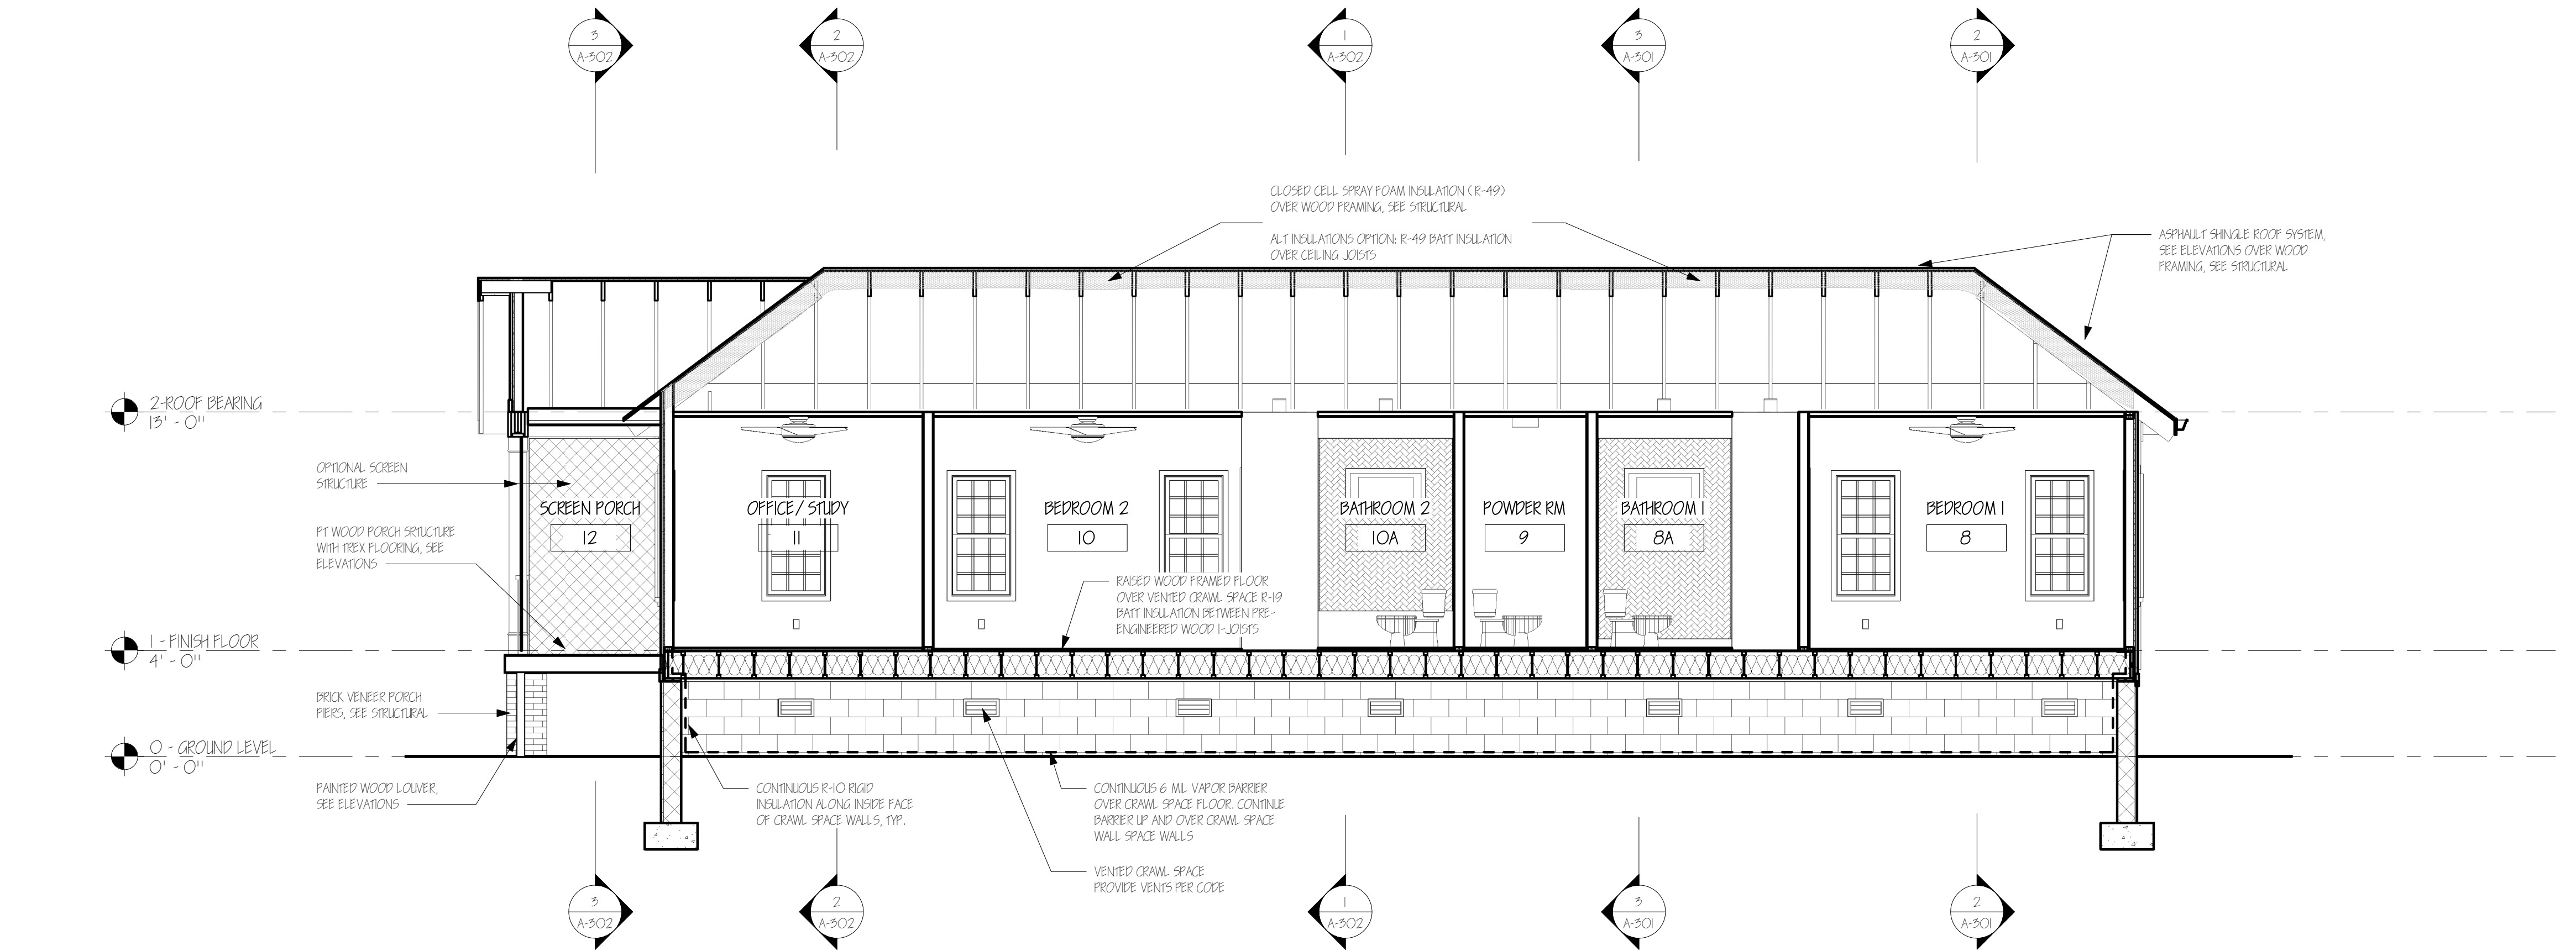 3
A-302
2
A-302
1
A-302
3
A-301
2
A-301
CLOSED CELL SPRAY FOAM INSULATION (R-49)
OVER WOOD FRAMING, SEE STRUCTURAL
ALT INSULATIONS OPTION: R-49 BATT INSULATION
OVER CEILING JOISTS
ASPHAULT SHINGLE ROOF SYSTEM,
SEE ELEVATIONS OVER WOOD
FRAMING, SEE STRUCTURAL
2-ROOF BEARING
13' - 0"
OPTIONAL SCREEN
STRUCTURE
SCREEN PORCH
12
OFFICE/ STUDY
11
BEDROOM 2
10
BATHROOM 2
10A
POWDER RM
9
BATHROOM 1
8A
BEDROOM 1
8
PT WOOD PORCH SRTUCTURE
WITH TREX FLOORING, SEE
ELEVATIONS
RAISED WOOD FRAMED FLOOR
OVER VENTED CRAWL SPACE R-19
BATT INSULATION BETWEEN PRE-
ENGINEERED WOOD I-JOISTS
1 - FINISH FLOOR
4' - 0"
BRICK VENEER PORCH
PIERS, SEE STRUCTURAL
0 - GROUND LEVEL
0' - 0"
PAINTED WOOD LOUVER,
SEE ELEVATIONS
CONTINUOUS R-10 RIGID
INSULATION ALONG INSIDE FACE
OF CRAWL SPACE WALLS, TYP.
CONTINUOUS 6 MIL VAPOR BARRIER
OVER CRAWL SPACE FLOOR. CONTINUE
BARRIER UP AND OVER CRAWL SPACE
WALL SPACE WALLS
VENTED CRAWL SPACE
PROVIDE VENTS PER CODE
3
A-302
2
A-302
1
A-302
3
A-301
2
A-301